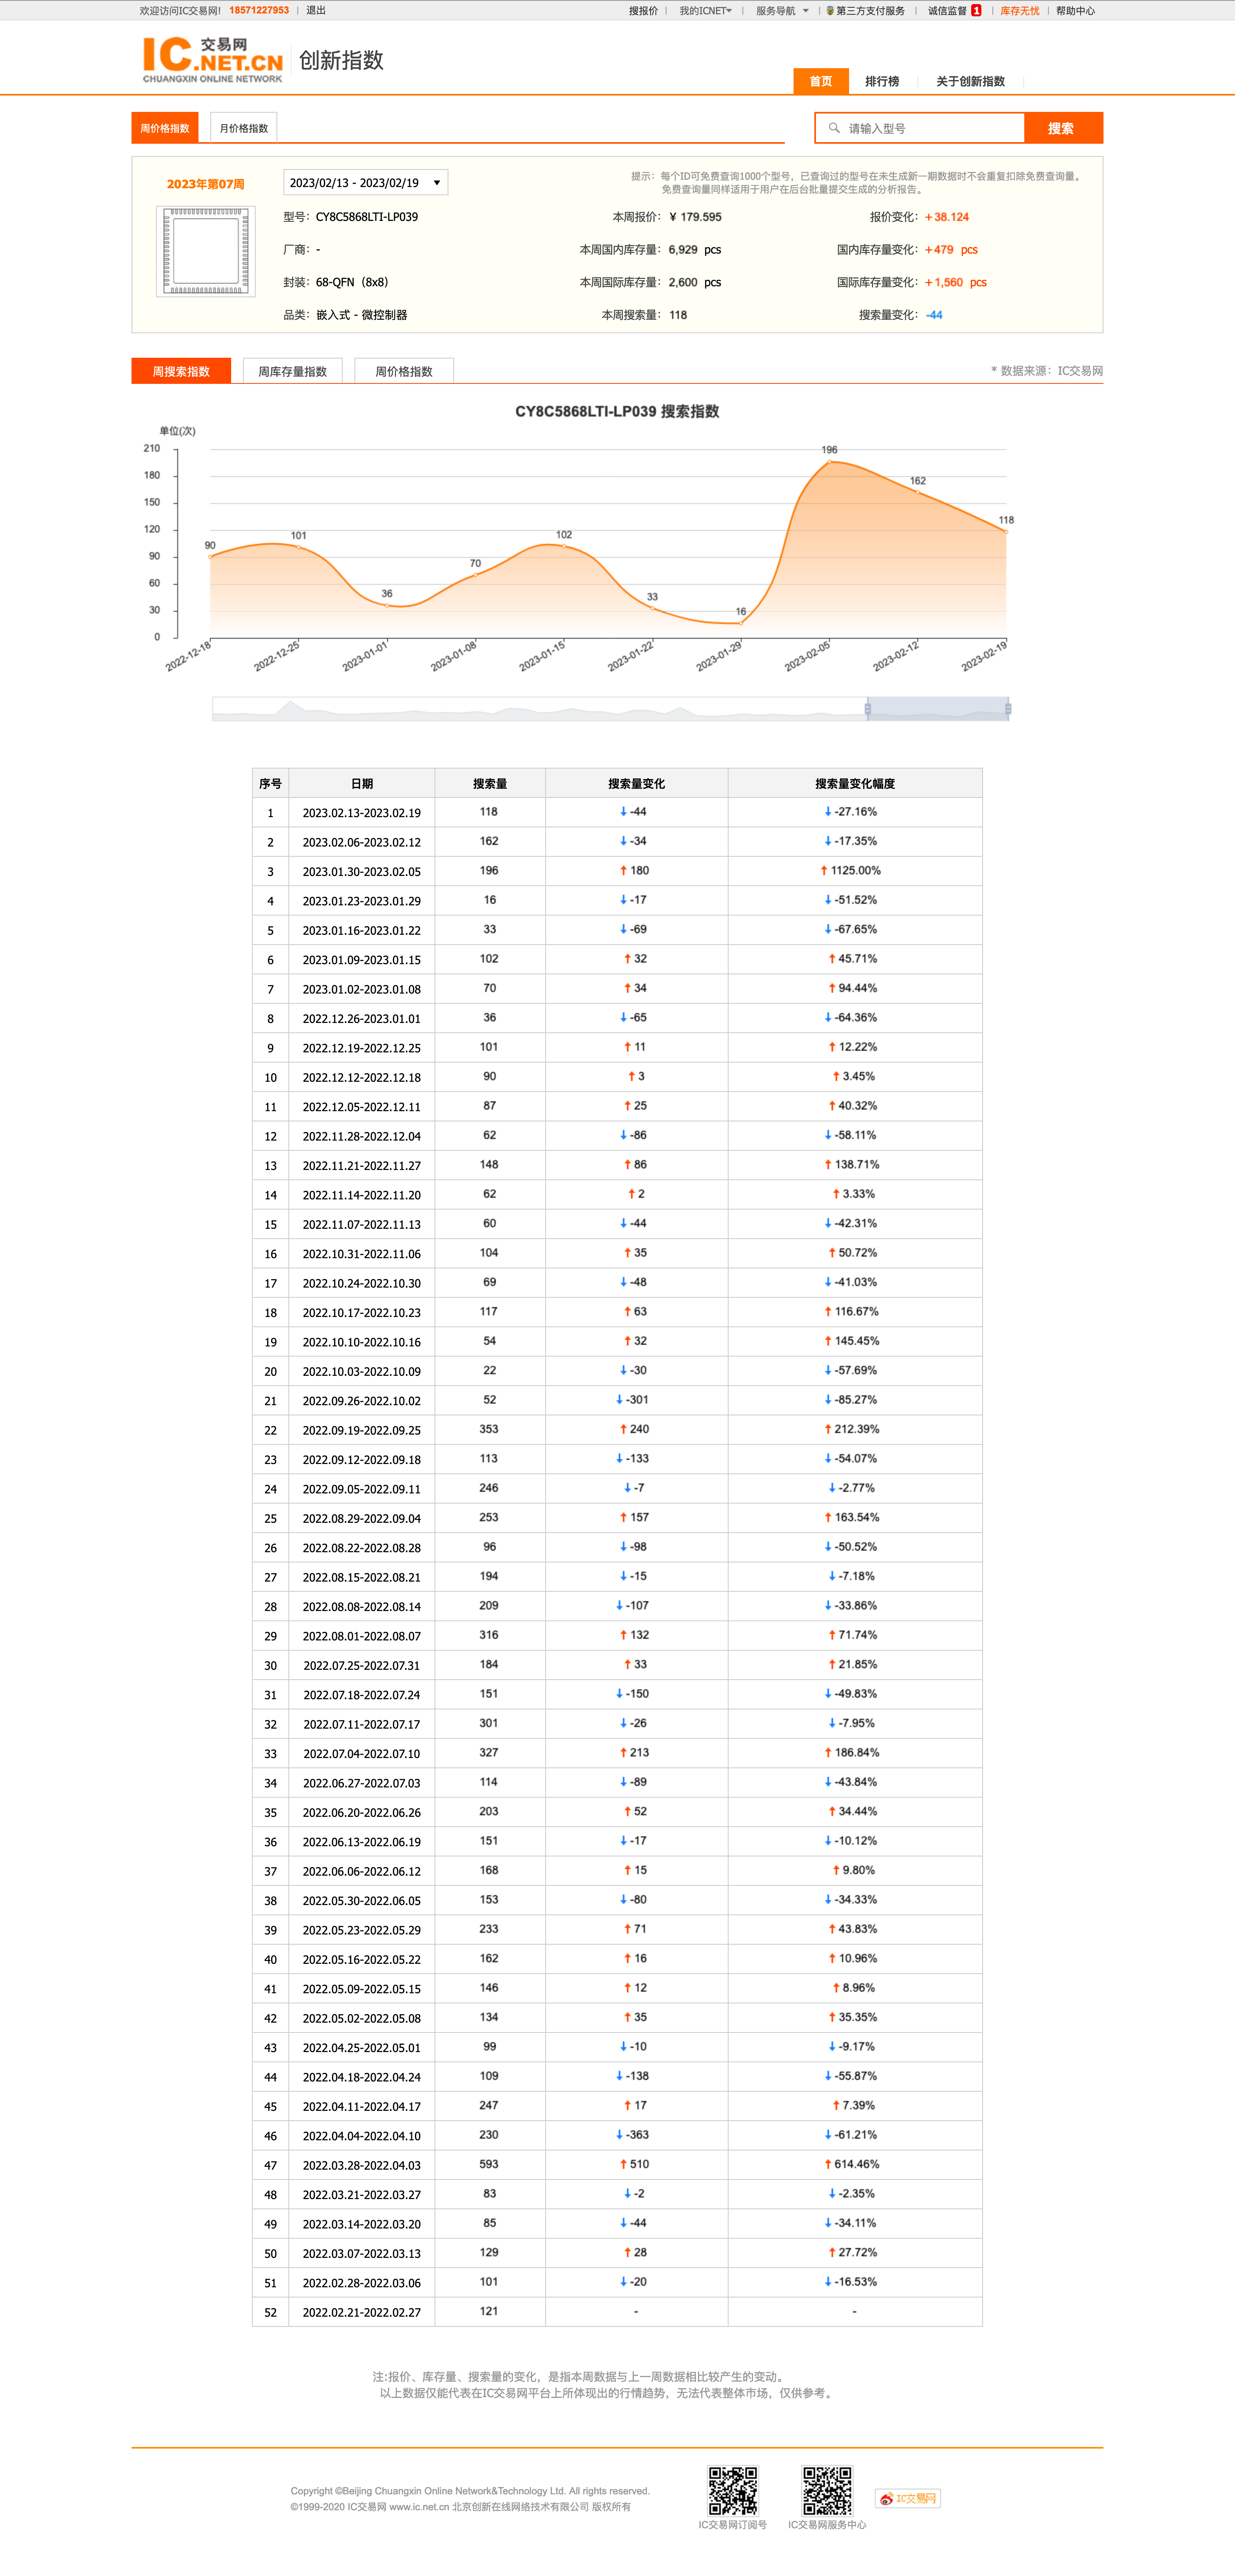 欢迎访问IC交易网! 18571227953 | 退出 搜报价 | 我的ICNET | 服务导航 | 第三方支付服务 | 诚信监督 1 | 库存无忧 | 帮助中心
IC 交易网
.NET.CN
CHUANGXIN ONLINE NETWORK
创新指数
首页 排行榜 关于创新指数
周价格指数 月价格指数 请输入型号 搜索
2023年第07周 2023/02/13 - 2023/02/19
提示：每个ID可免费查询1000个型号，已查询过的型号在未生成新一期数据时不会重复扣除免费查询量。
免费查询量同样适用于用户在后台批量提交生成的分析报告。
型号：CY8C5868LTI-LP039 本周报价：¥ 179.595 报价变化：+38.124
厂商：- 本周国内库存量：6,929 pcs 国内库存量变化：+479 pcs
封装：68-QFN（8x8） 本周国际库存量：2,600 pcs 国际库存量变化：+1,560 pcs
品类：嵌入式 - 微控制器 本周搜索量：118 搜索量变化：-44
周搜索指数 周库存量指数 周价格指数 * 数据来源：IC交易网
CY8C5868LTI-LP039 搜索指数
单位(次)
210
180
150
120
90
60
30
0
90 101 36 70 102 33 16 196 162 118
2022-12-18 2022-12-25 2023-01-01 2023-01-08 2023-01-15 2023-01-22 2023-01-29 2023-02-05 2023-02-12 2023-02-19
序号 日期 搜索量 搜索量变化 搜索量变化幅度
1 2023.02.13-2023.02.19 118 ↓-44 ↓-27.16%
2 2023.02.06-2023.02.12 162 ↓-34 ↓-17.35%
3 2023.01.30-2023.02.05 196 ↑180 ↑1125.00%
4 2023.01.23-2023.01.29 16 ↓-17 ↓-51.52%
5 2023.01.16-2023.01.22 33 ↓-69 ↓-67.65%
6 2023.01.09-2023.01.15 102 ↑32 ↑45.71%
7 2023.01.02-2023.01.08 70 ↑34 ↑94.44%
8 2022.12.26-2023.01.01 36 ↓-65 ↓-64.36%
9 2022.12.19-2022.12.25 101 ↑11 ↑12.22%
10 2022.12.12-2022.12.18 90 ↑3 ↑3.45%
11 2022.12.05-2022.12.11 87 ↑25 ↑40.32%
12 2022.11.28-2022.12.04 62 ↓-86 ↓-58.11%
13 2022.11.21-2022.11.27 148 ↑86 ↑138.71%
14 2022.11.14-2022.11.20 62 ↑2 ↑3.33%
15 2022.11.07-2022.11.13 60 ↓-44 ↓-42.31%
16 2022.10.31-2022.11.06 104 ↑35 ↑50.72%
17 2022.10.24-2022.10.30 69 ↓-48 ↓-41.03%
18 2022.10.17-2022.10.23 117 ↑63 ↑116.67%
19 2022.10.10-2022.10.16 54 ↑32 ↑145.45%
20 2022.10.03-2022.10.09 22 ↓-30 ↓-57.69%
21 2022.09.26-2022.10.02 52 ↓-301 ↓-85.27%
22 2022.09.19-2022.09.25 353 ↑240 ↑212.39%
23 2022.09.12-2022.09.18 113 ↓-133 ↓-54.07%
24 2022.09.05-2022.09.11 246 ↓-7 ↓-2.77%
25 2022.08.29-2022.09.04 253 ↑157 ↑163.54%
26 2022.08.22-2022.08.28 96 ↓-98 ↓-50.52%
27 2022.08.15-2022.08.21 194 ↓-15 ↓-7.18%
28 2022.08.08-2022.08.14 209 ↓-107 ↓-33.86%
29 2022.08.01-2022.08.07 316 ↑132 ↑71.74%
30 2022.07.25-2022.07.31 184 ↑33 ↑21.85%
31 2022.07.18-2022.07.24 151 ↓-150 ↓-49.83%
32 2022.07.11-2022.07.17 301 ↓-26 ↓-7.95%
33 2022.07.04-2022.07.10 327 ↑213 ↑186.84%
34 2022.06.27-2022.07.03 114 ↓-89 ↓-43.84%
35 2022.06.20-2022.06.26 203 ↑52 ↑34.44%
36 2022.06.13-2022.06.19 151 ↓-17 ↓-10.12%
37 2022.06.06-2022.06.12 168 ↑15 ↑9.80%
38 2022.05.30-2022.06.05 153 ↓-80 ↓-34.33%
39 2022.05.23-2022.05.29 233 ↑71 ↑43.83%
40 2022.05.16-2022.05.22 162 ↑16 ↑10.96%
41 2022.05.09-2022.05.15 146 ↑12 ↑8.96%
42 2022.05.02-2022.05.08 134 ↑35 ↑35.35%
43 2022.04.25-2022.05.01 99 ↓-10 ↓-9.17%
44 2022.04.18-2022.04.24 109 ↓-138 ↓-55.87%
45 2022.04.11-2022.04.17 247 ↑17 ↑7.39%
46 2022.04.04-2022.04.10 230 ↓-363 ↓-61.21%
47 2022.03.28-2022.04.03 593 ↑510 ↑614.46%
48 2022.03.21-2022.03.27 83 ↓-2 ↓-2.35%
49 2022.03.14-2022.03.20 85 ↓-44 ↓-34.11%
50 2022.03.07-2022.03.13 129 ↑28 ↑27.72%
51 2022.02.28-2022.03.06 101 ↓-20 ↓-16.53%
52 2022.02.21-2022.02.27 121 - -
注:报价、库存量、搜索量的变化，是指本周数据与上一周数据相比较产生的变动。
以上数据仅能代表在IC交易网平台上所体现出的行情趋势，无法代表整体市场，仅供参考。
Copyright ©Beijing Chuangxin Online Network&Technology Ltd. All rights reserved.
©1999-2020 IC交易网 www.ic.net.cn 北京创新在线网络技术有限公司 版权所有
IC交易网订阅号 IC交易网服务中心 IC交易网